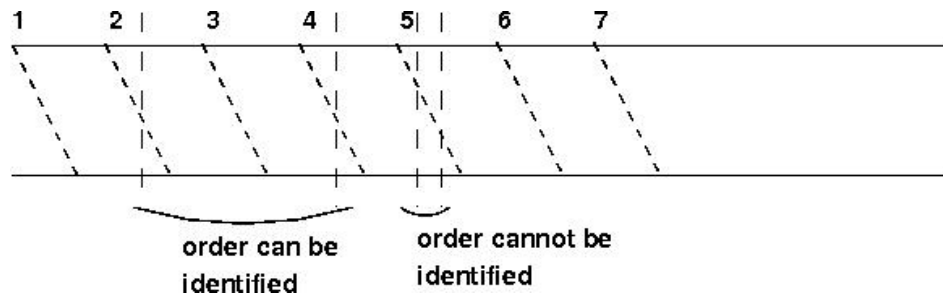 1 2 3 4 5 6 7
order can be
identified
order cannot be
identified